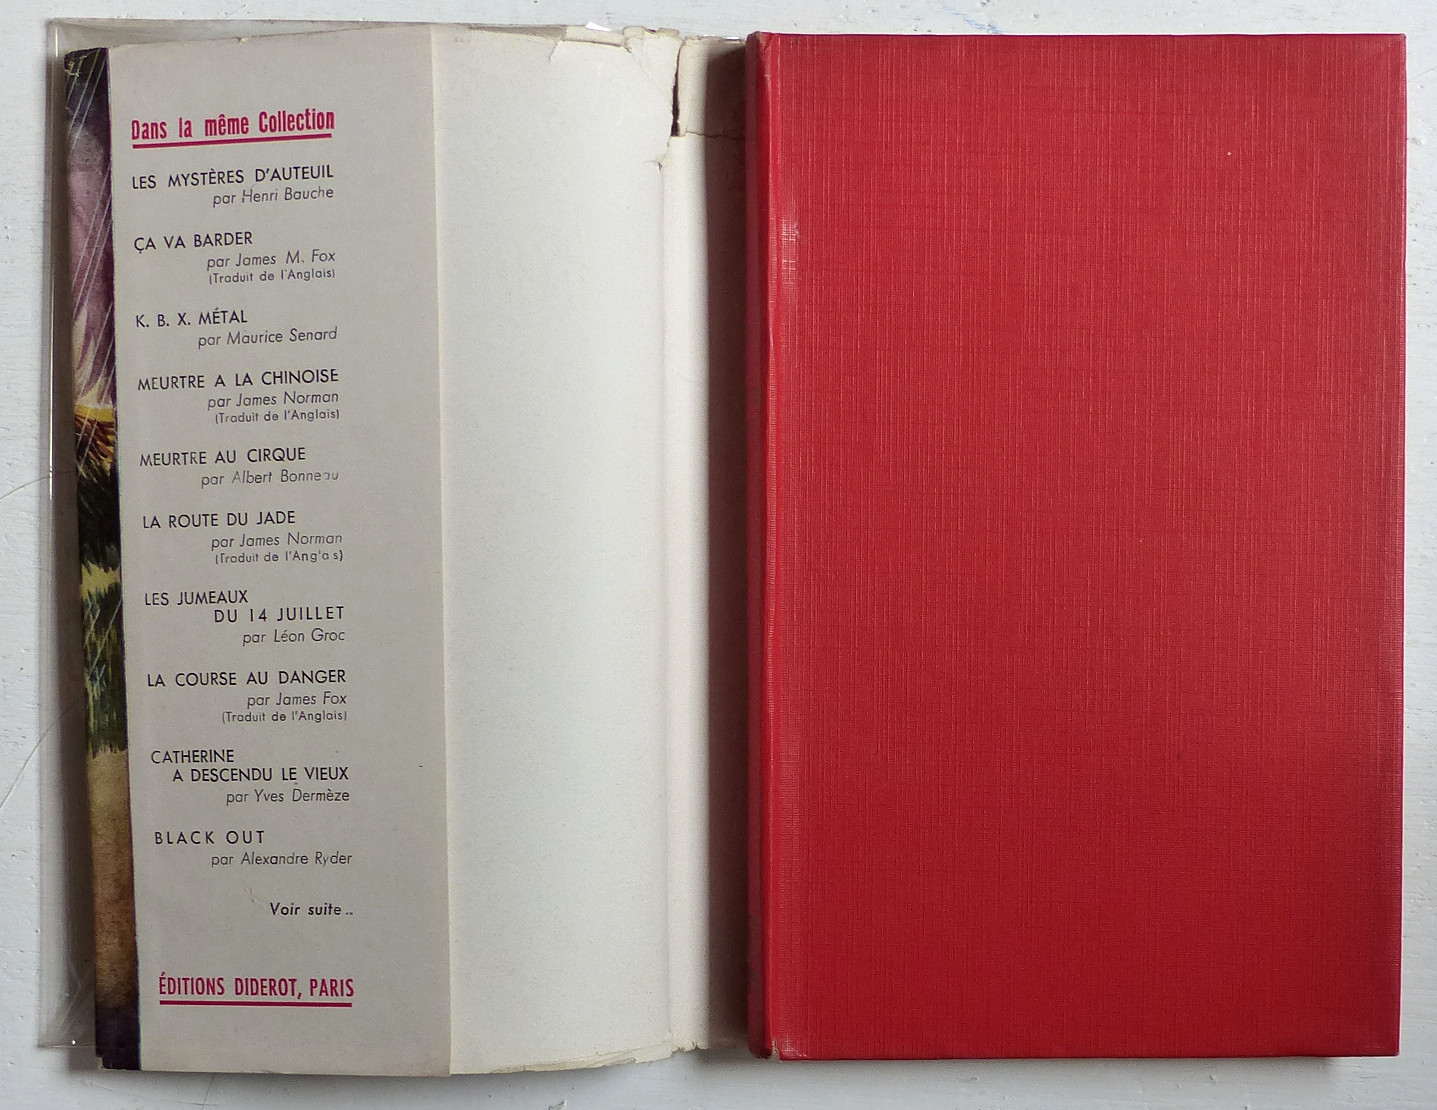 Dans la même Collection
LES MYSTÈRES D'AUTEUIL
par Henri Bauche
ÇA VA BARDER
par James M. Fox
(Traduit de l'Anglais)
K. B. X. MÉTAL
par Maurice Senard
MEURTRE A LA CHINOISE
par James Norman
(Traduit de l'Anglais)
MEURTRE AU CIRQUE
par Albert Bonneau
LA ROUTE DU JADE
par James Norman
(Traduit de l'Anglais)
LES JUMEAUX
DU 14 JUILLET
par Léon Groc
LA COURSE AU DANGER
par James Fox
(Traduit de l'Anglais)
CATHERINE
A DESCENDU LE VIEUX
par Yves Dermèze
BLACK OUT
par Alexandre Ryder
Voir suite..
ÉDITIONS DIDEROT, PARIS